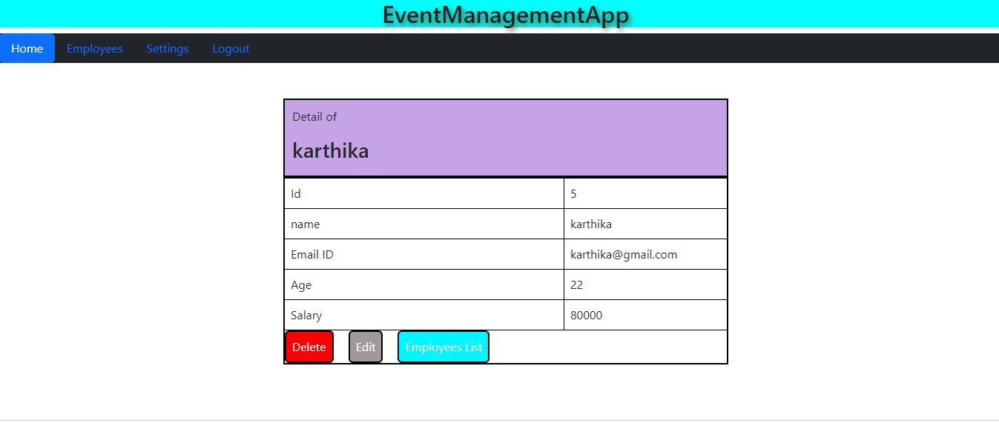 EventManagementApp
Home Employees Settings Logout
Detail of
karthika
Id 5
name karthika
Email ID karthika@gmail.com
Age 22
Salary 80000
Delete Edit Employees List